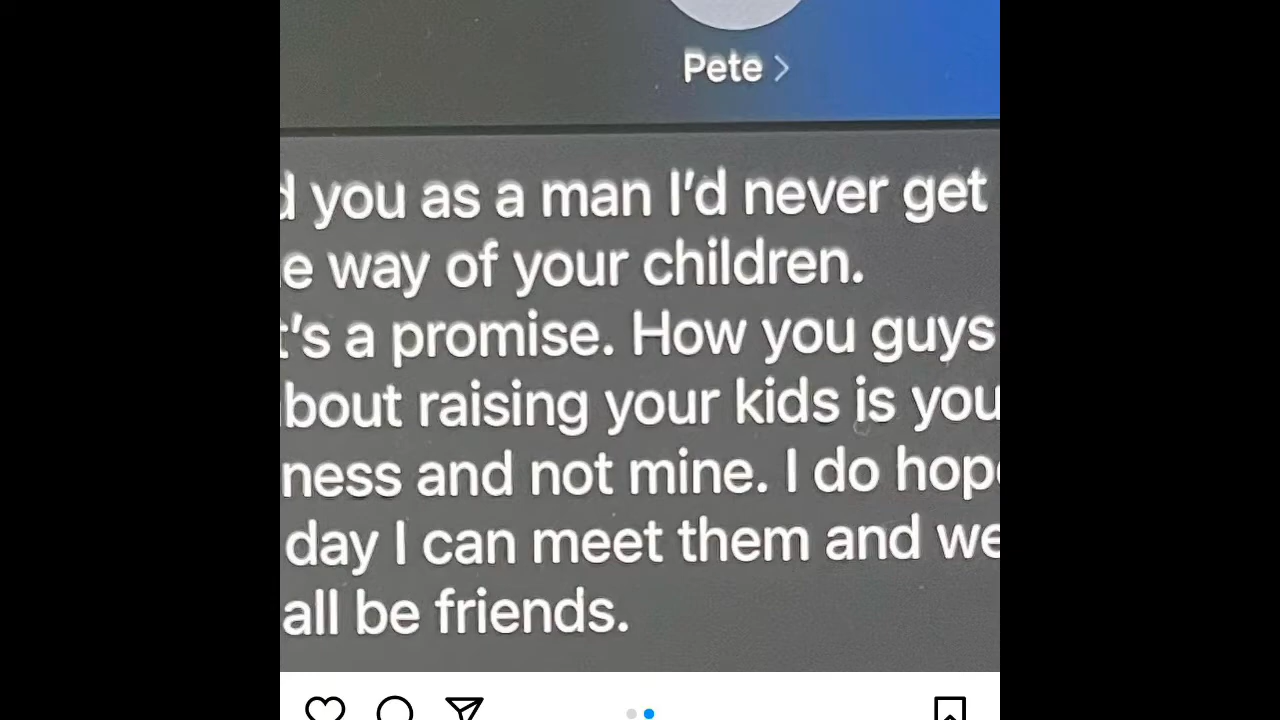 Pete >
d you as a man I'd never get
e way of your children.
t's a promise. How you guys
bout raising your kids is you
ness and not mine. I do hop
day I can meet them and we
all be friends.